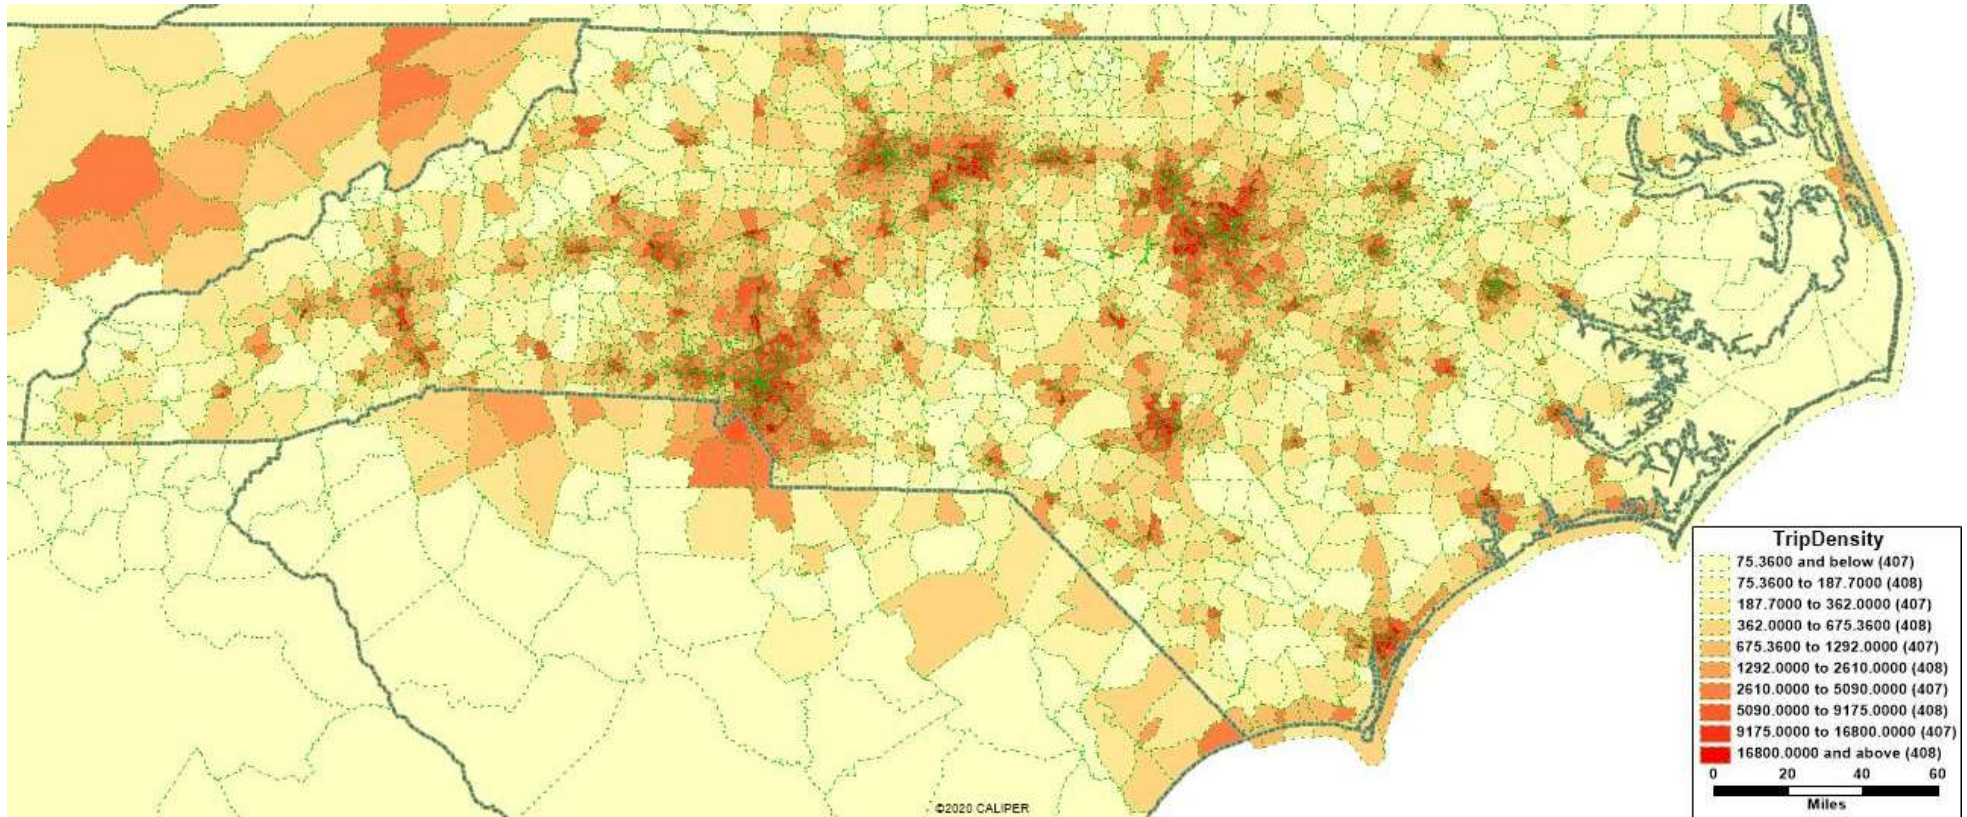 TripDensity
75.3600 and below (407)
75.3600 to 187.7000 (408)
187.7000 to 362.0000 (407)
362.0000 to 675.3600 (408)
675.3600 to 1292.0000 (407)
1292.0000 to 2610.0000 (408)
2610.0000 to 5090.0000 (407)
5090.0000 to 9175.0000 (408)
9175.0000 to 16800.0000 (407)
16800.0000 and above (408)
0 20 40 60
Miles
©2020 CALIPER